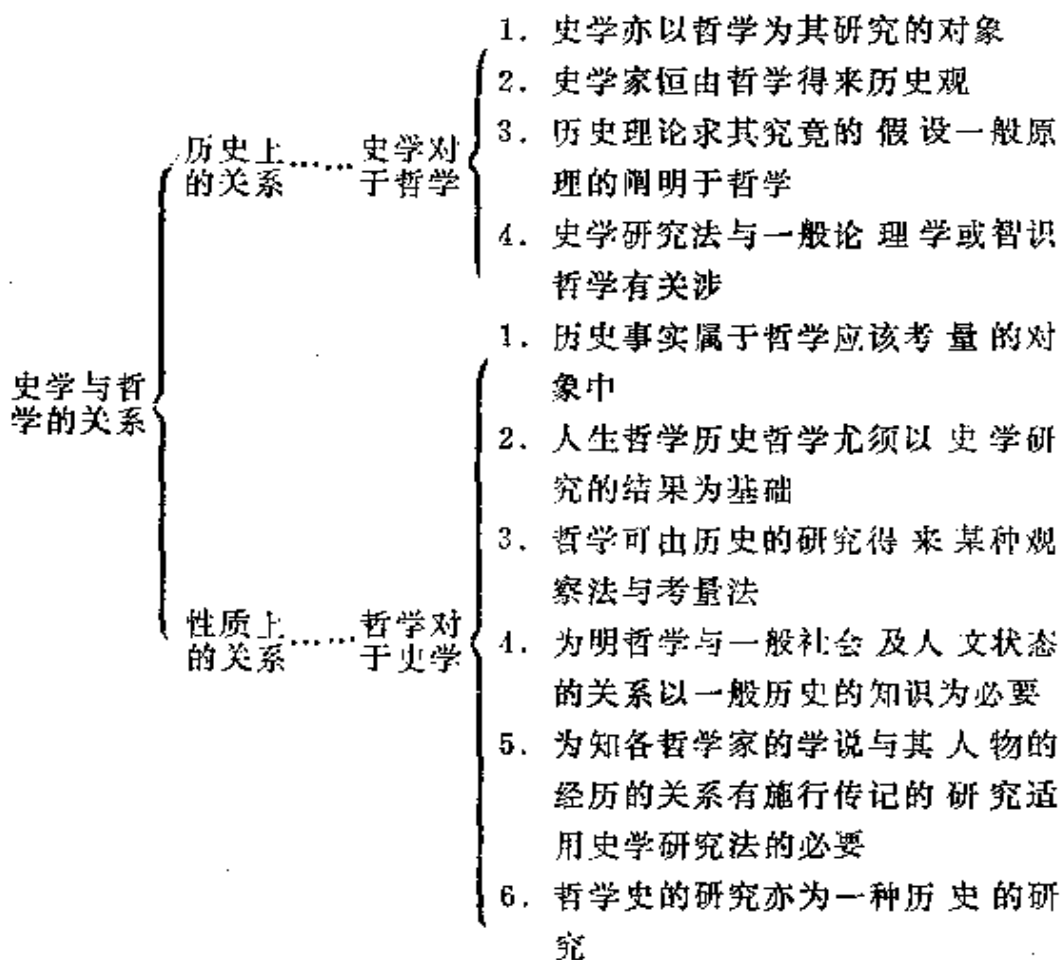 史学与哲
学的关系
历史上……史学对
的关系 于哲学
1. 史学亦以哲学为其研究的对象
2. 史学家恒由哲学得来历史观
3. 历史理论求其究竟的假设一般原
理的阐明于哲学
4. 史学研究法与一般论理学或智识
哲学有关涉
性质上……哲学对
的关系 于史学
1. 历史事实属于哲学应该考量的对
象中
2. 人生哲学历史哲学尤须以史学研
究的结果为基础
3. 哲学可由历史的研究得来某种观
察法与考量法
4. 为明哲学与一般社会及人文状态
的关系以一般历史的知识为必要
5. 为知各哲学家的学说与其人物的
经历的关系有施行传记的研究适
用史学研究法的必要
6. 哲学史的研究亦为一种历史的研
究